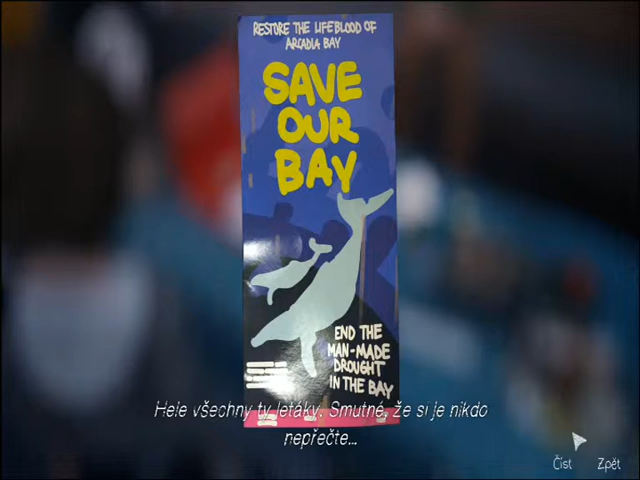 RESTORE THE LIFEBLOOD OF
ARCADIA BAY
SAVE
OUR
BAY
END THE
MAN-MADE
DROUGHT
IN THE BAY
Hele všechny ty letáky. Smutné, že si je nikdo
nepřečte...
Číst Zpět